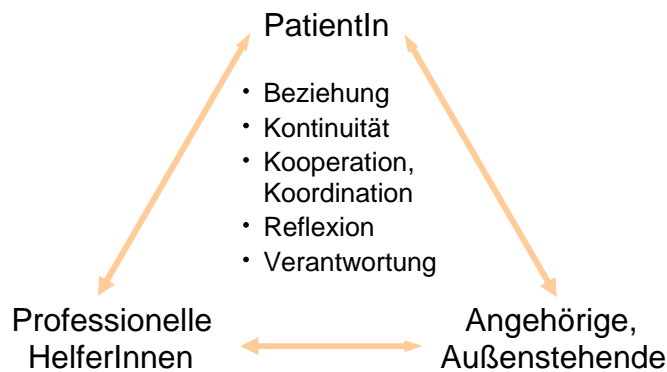 PatientIn
• Beziehung
• Kontinuität
• Kooperation,
Koordination
• Reflexion
• Verantwortung
Professionelle
HelferInnen
Angehörige,
Außenstehende